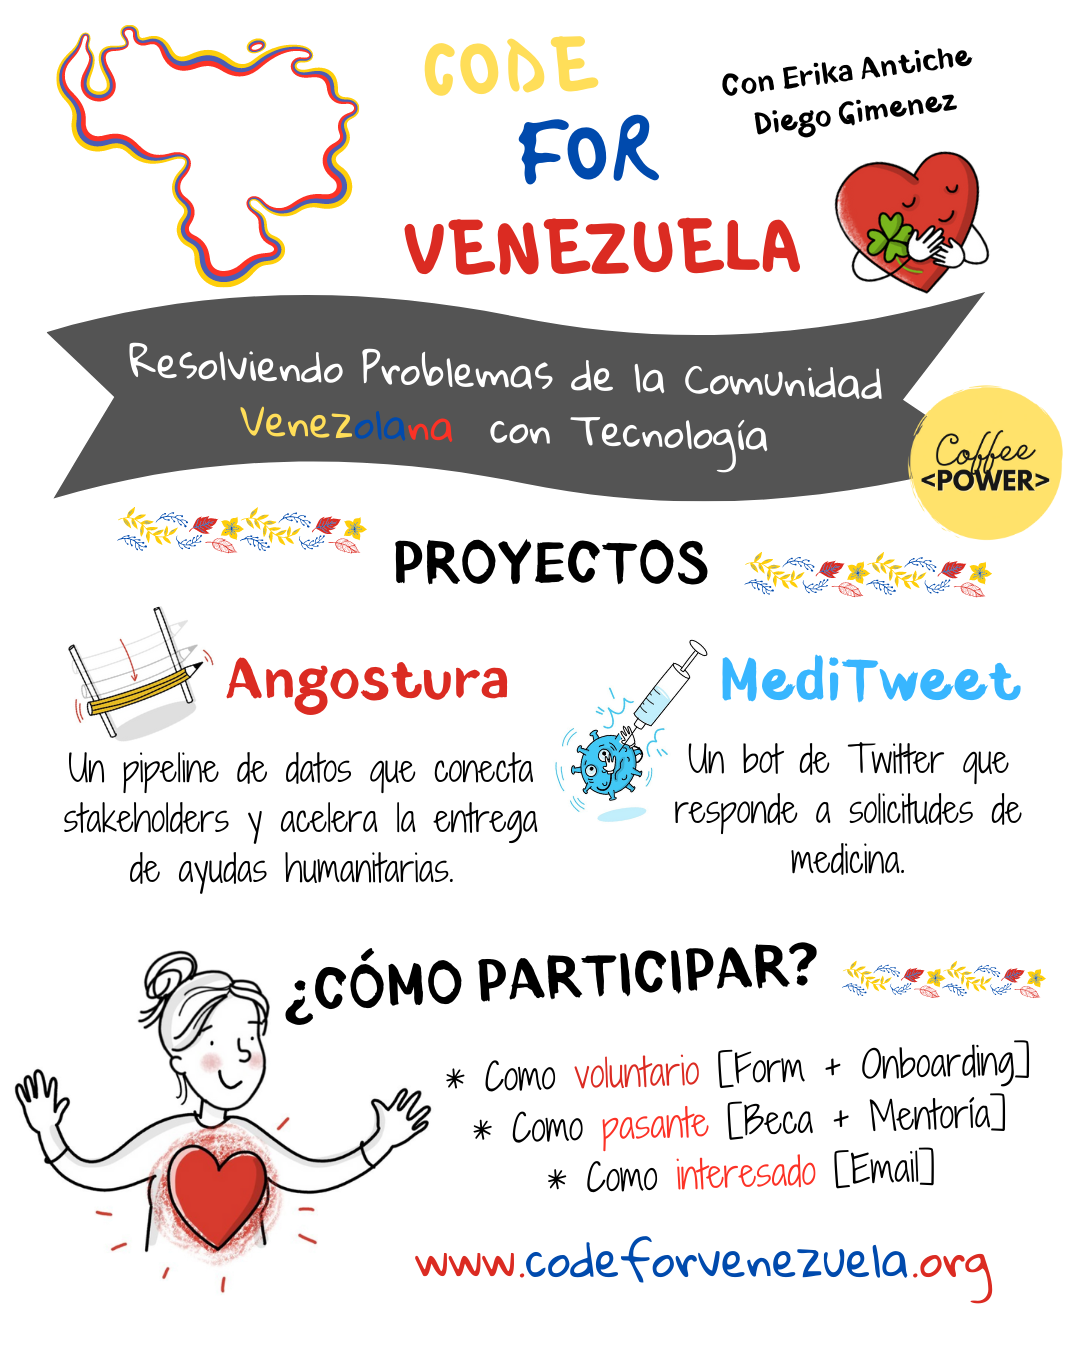 CODE
FOR
VENEZUELA
Con Erika Antiche
Diego Gimenez
Resolviendo Problemas de la Comunidad
Venezolana con Tecnología
Coffee
<POWER>
PROYECTOS
Angostura
Un pipeline de datos que conecta
stakeholders y acelera la entrega
de ayudas humanitarias.
MediTweet
Un bot de Twitter que
responde a solicitudes de
medicina.
¿CÓMO PARTICIPAR?
* Como voluntario [Form + Onboarding]
* Como pasante [Beca + Mentoría]
* Como interesado [Email]
www.codeforvenezuela.org